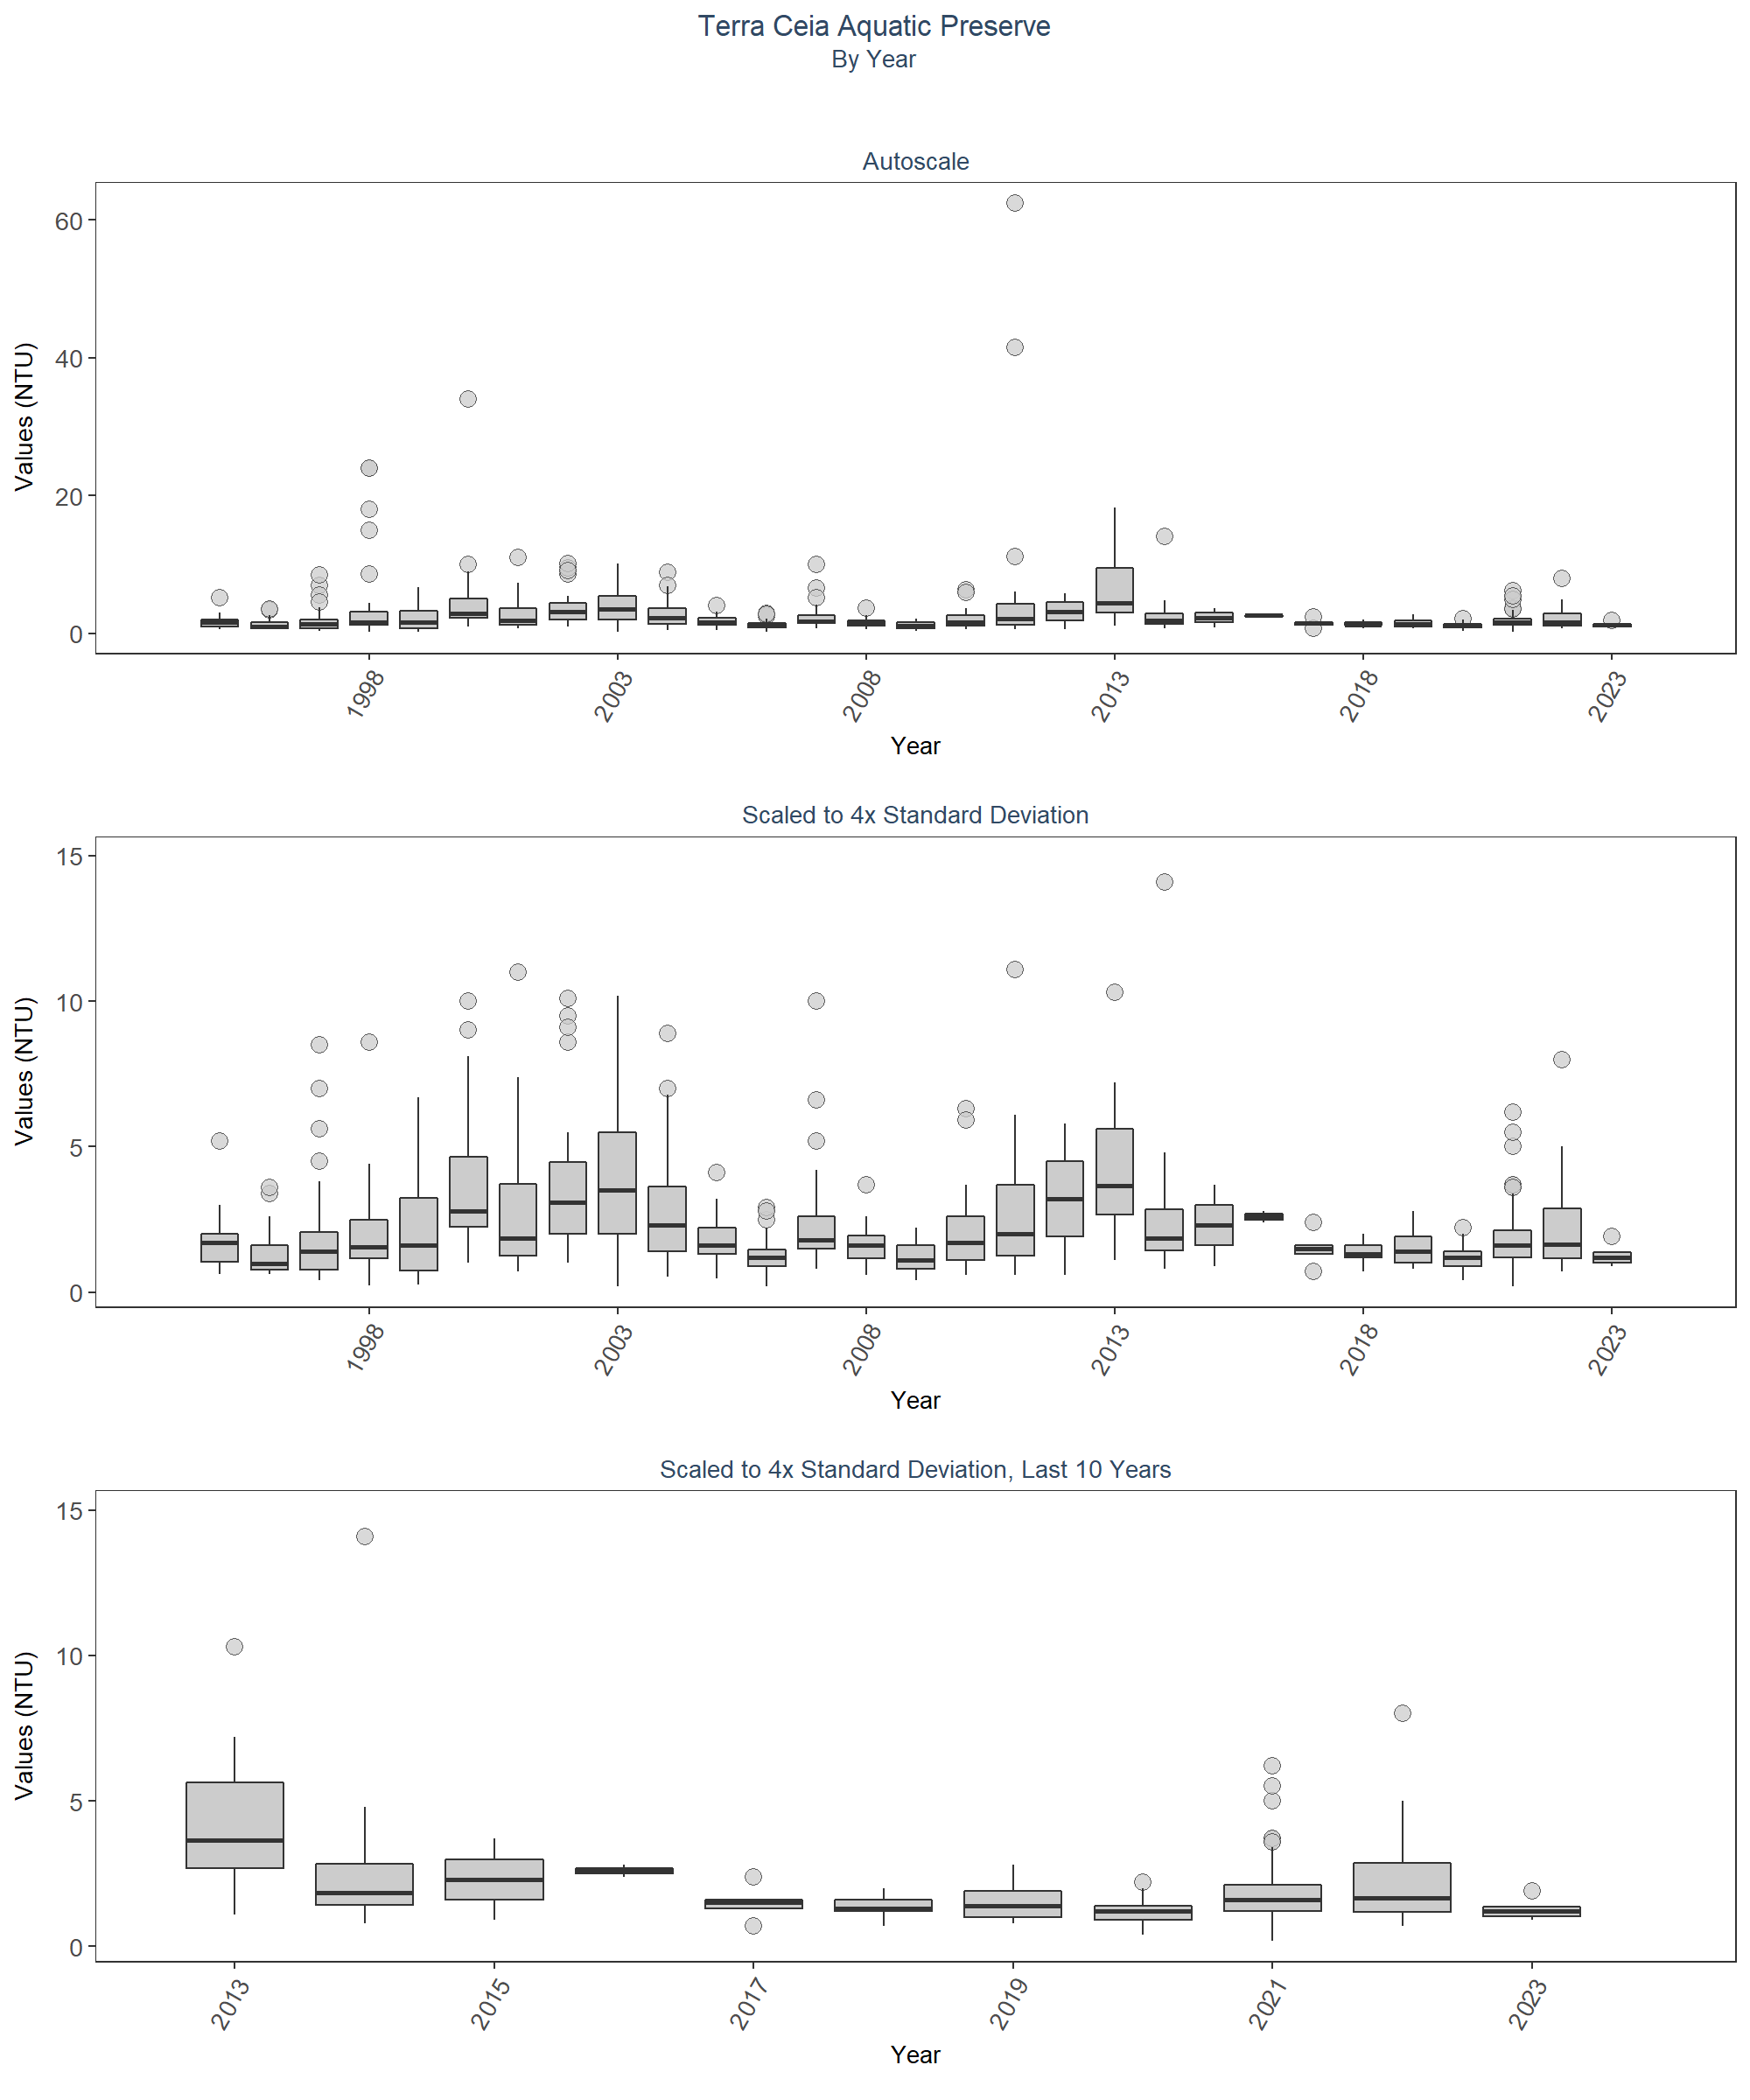 Terra Ceia Aquatic Preserve
By Year
Autoscale
60
40
20
0
Values (NTU)
1998
2003
2008
2013
2018
2023
Year
Scaled to 4x Standard Deviation
15
10
5
0
Values (NTU)
1998
2003
2008
2013
2018
2023
Year
Scaled to 4x Standard Deviation, Last 10 Years
15
10
5
0
Values (NTU)
2013
2015
2017
2019
2021
2023
Year